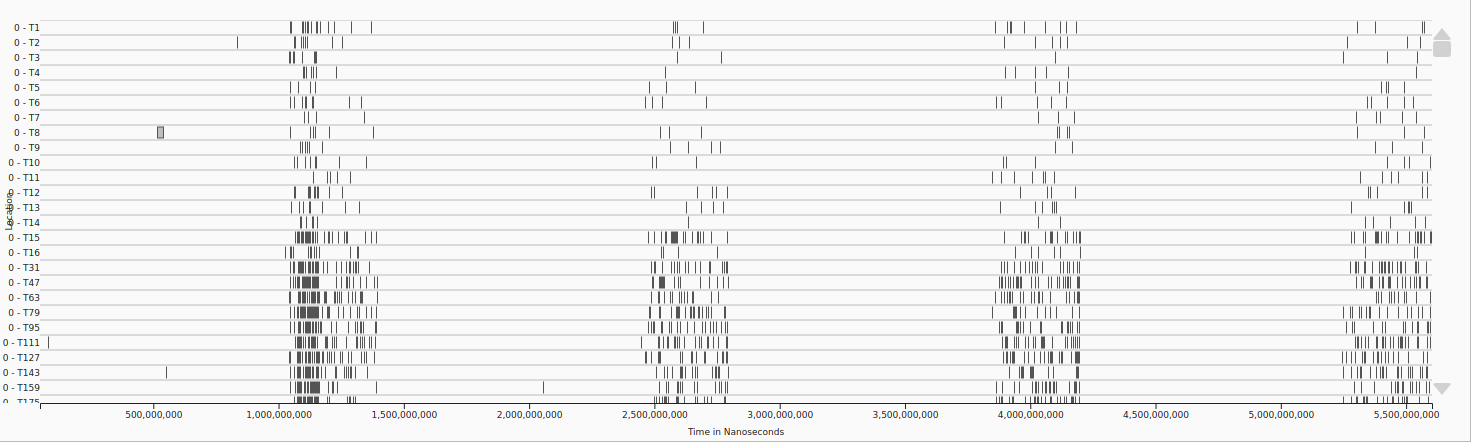 0 - T1
0 - T2
0 - T3
0 - T4
0 - T5
0 - T6
0 - T7
0 - T8
0 - T9
0 - T10
0 - T11
0 - T12
Location
0 - T13
0 - T14
0 - T15
0 - T16
0 - T31
0 - T47
0 - T63
0 - T79
0 - T95
0 - T111
0 - T127
0 - T143
0 - T159
0 - T175
500,000,000 1,000,000,000 1,500,000,000 2,000,000,000 2,500,000,000 3,000,000,000 3,500,000,000 4,000,000,000 4,500,000,000 5,000,000,000 5,500,000,000
Time in Nanoseconds